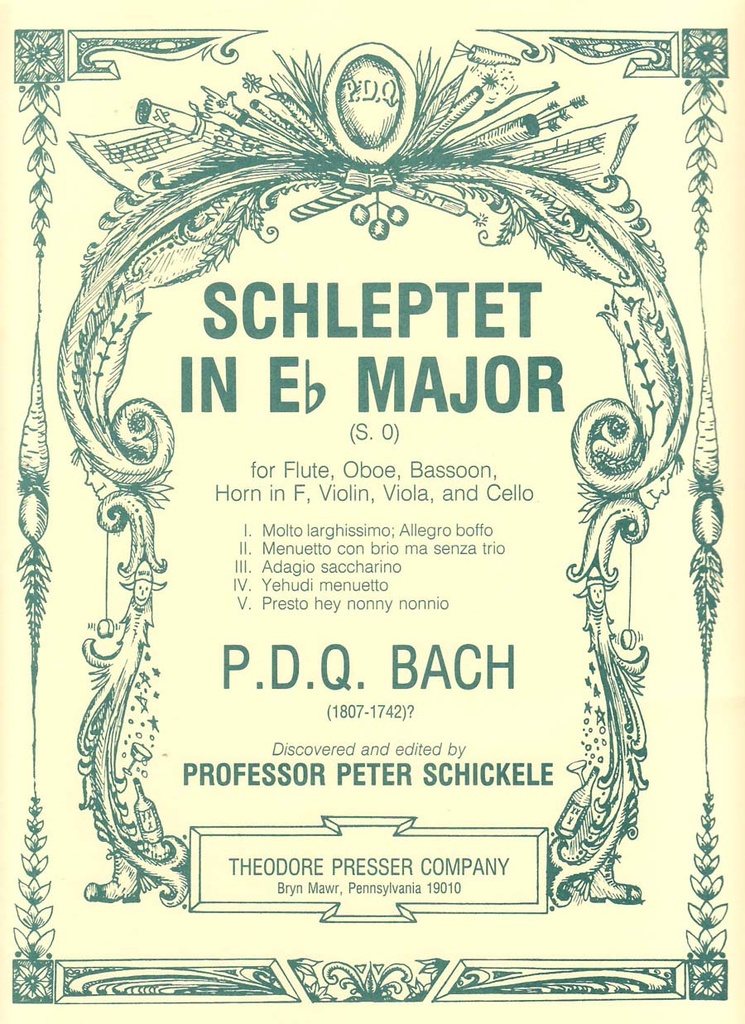 P.D.Q.
TNT
SCHLEPTET
IN E♭ MAJOR
(S. 0)
for Flute, Oboe, Bassoon,
Horn in F, Violin, Viola, and Cello
I. Molto larghissimo; Allegro boffo
II. Menuetto con brio ma senza trio
III. Adagio saccharino
IV. Yehudi menuetto
V. Presto hey nonny nonnio
P.D.Q. BACH
(1807-1742)?
Discovered and edited by
PROFESSOR PETER SCHICKELE
THEODORE PRESSER COMPANY
Bryn Mawr, Pennsylvania 19010